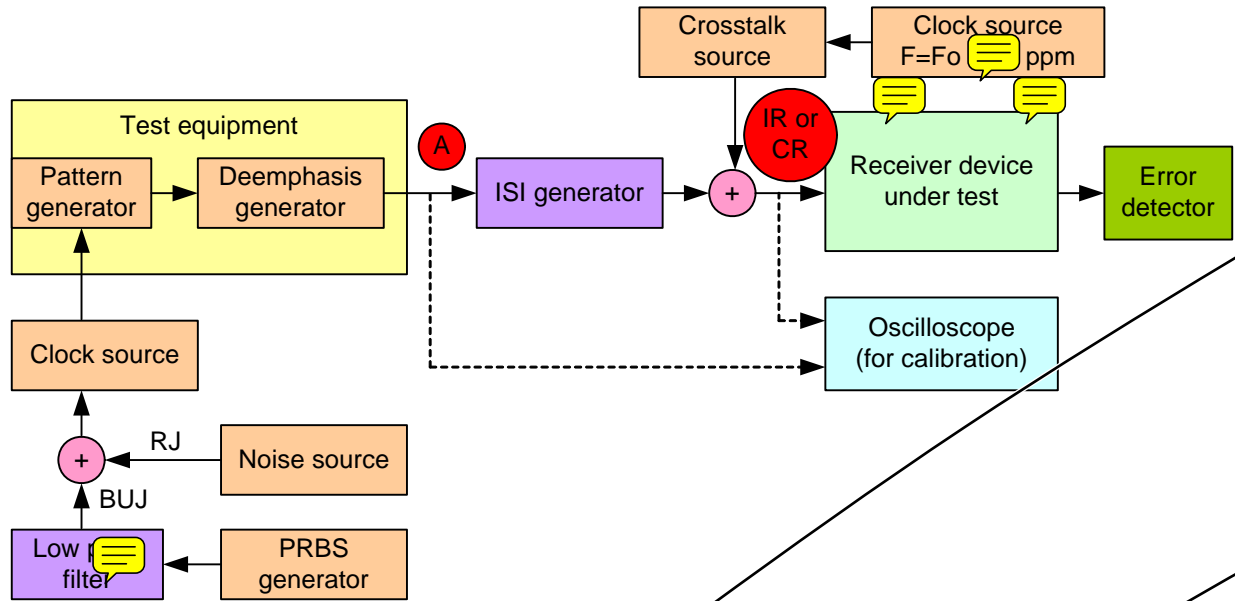 Crosstalk
source
Clock source
F=Fo ppm
Test equipment
A
IR or
CR
Pattern
generator
Deemphasis
generator
ISI generator
+
Receiver device
under test
Error
detector
Clock source
Oscilloscope
(for calibration)
+
RJ
Noise source
BUJ
Low
filter
PRBS
generator